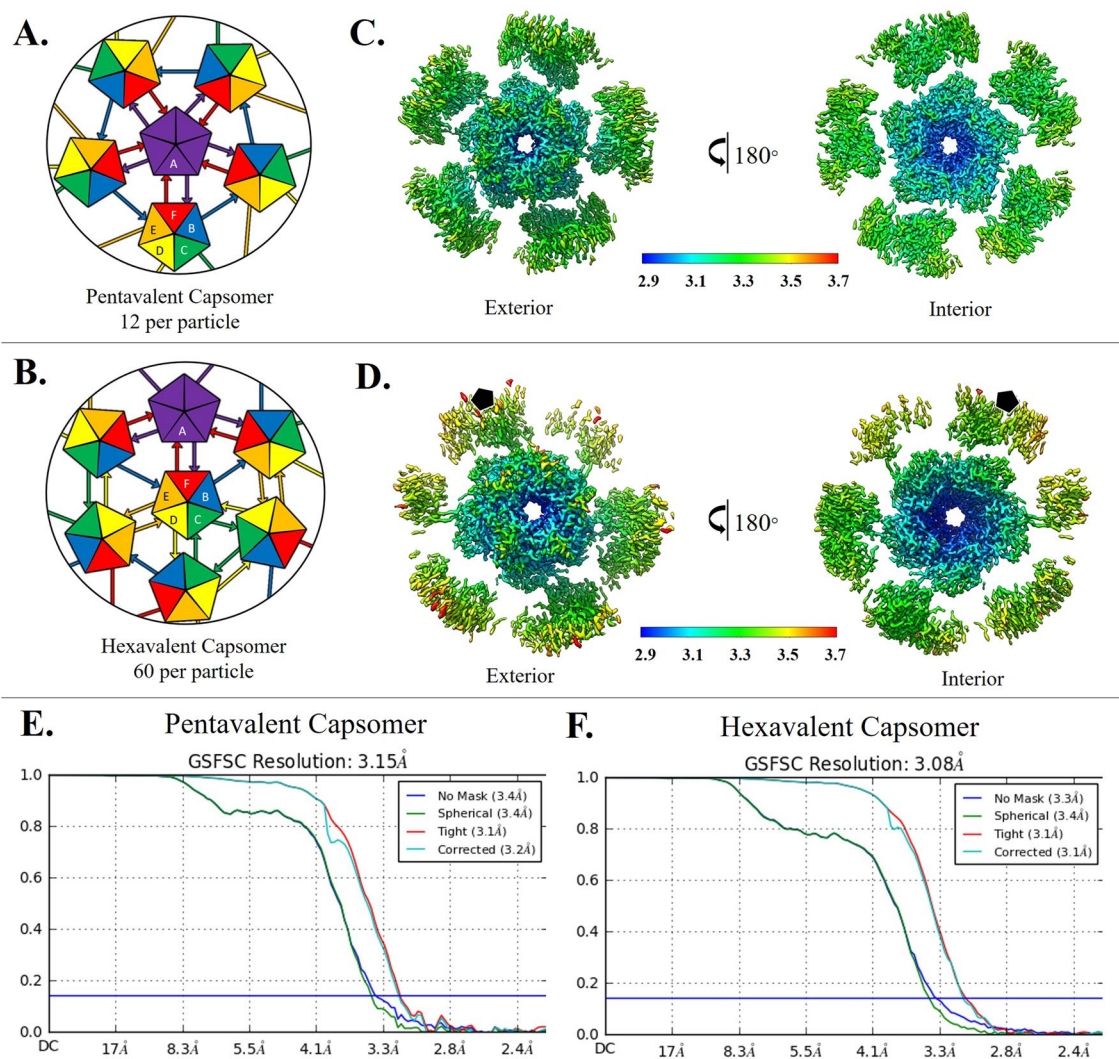 A.
A
F
E
B
D
C
Pentavalent Capsomer
12 per particle
C.
180°
2.9 3.1 3.3 3.5 3.7
Exterior
Interior
B.
A
F
E
B
D
C
Hexavalent Capsomer
60 per particle
D.
180°
2.9 3.1 3.3 3.5 3.7
Exterior
Interior
E.
Pentavalent Capsomer
GSFSC Resolution: 3.15Å
1.0
0.8
0.6
0.4
0.2
0.0
No Mask (3.4Å)
Spherical (3.4Å)
Tight (3.1Å)
Corrected (3.2Å)
DC 17Å 8.3Å 5.5Å 4.1Å 3.3Å 2.8Å 2.4Å
F.
Hexavalent Capsomer
GSFSC Resolution: 3.08Å
1.0
0.8
0.6
0.4
0.2
0.0
No Mask (3.3Å)
Spherical (3.4Å)
Tight (3.1Å)
Corrected (3.1Å)
DC 17Å 8.3Å 5.5Å 4.1Å 3.3Å 2.8Å 2.4Å